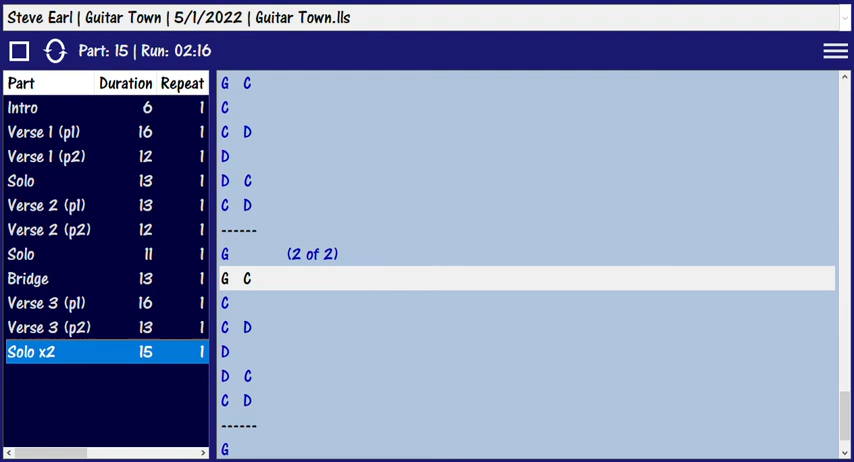 Steve Earl | Guitar Town | 5/1/2022 | Guitar Town.lls
Part: 15 | Run: 02:16
Part Duration Repeat
Intro 6 1
Verse 1 (p1) 16 1
Verse 1 (p2) 12 1
Solo 13 1
Verse 2 (p1) 13 1
Verse 2 (p2) 12 1
Solo 11 1
Bridge 13 1
Verse 3 (p1) 16 1
Verse 3 (p2) 13 1
Solo x2 15 1
G C
C
C D
D
D C
C D
------
G (2 of 2)
G C
C
C D
D
D C
C D
------
G